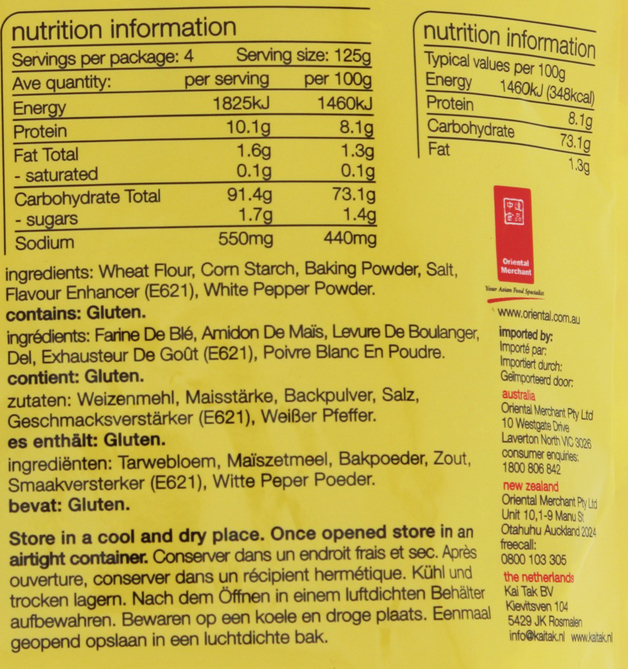 nutrition information
Servings per package: 4 Serving size: 125g
Ave quantity: per serving per 100g
Energy 1825kJ 1460kJ
Protein 10.1g 8.1g
Fat Total 1.6g 1.3g
- saturated 0.1g 0.1g
Carbohydrate Total 91.4g 73.1g
- sugars 1.7g 1.4g
Sodium 550mg 440mg
ingredients: Wheat Flour, Corn Starch, Baking Powder, Salt,
Flavour Enhancer (E621), White Pepper Powder.
contains: Gluten.
ingrédients: Farine De Blé, Amidon De Maïs, Levure De Boulanger,
Del, Exhausteur De Goût (E621), Poivre Blanc En Poudre.
contient: Gluten.
zutaten: Weizenmehl, Maisstärke, Backpulver, Salz,
Geschmacksverstärker (E621), Weißer Pfeffer.
es enthält: Gluten.
ingrediënten: Tarwebloem, Maïszetmeel, Bakpoeder, Zout,
Smaakversterker (E621), Witte Peper Poeder.
bevat: Gluten.
Store in a cool and dry place. Once opened store in an
airtight container. Conserver dans un endroit frais et sec. Après
ouverture, conserver dans un récipient hermétique. Kühl und
trocken lagern. Nach dem Öffnen in einem luftdichten Behälter
aufbewahren. Bewaren op een koele en droge plaats. Eenmaal
geopend opslaan in een luchtdichte bak.
nutrition information
Typical values per 100g
Energy 1460kJ (348kcal)
Protein 8.1g
Carbohydrate 73.1g
Fat 1.3g
Oriental
Merchant
Your Asian Food Specialist
www.oriental.com.au
imported by:
Importé par:
Importiert durch:
Geïmporteerd door:
australia
Oriental Merchant Pty Ltd
10 Westgate Drive
Laverton North VIC 3026
consumer enquiries:
1800 806 842
new zealand
Oriental Merchant Pty Ltd
Unit 10,1-9 Manu St
Otahuhu Auckland 2024
freecall:
0800 103 305
the netherlands
Kai Tak BV
Kievitsven 104
5429 JK Rosmalen
info@kaitak.nl www.kaitak.nl